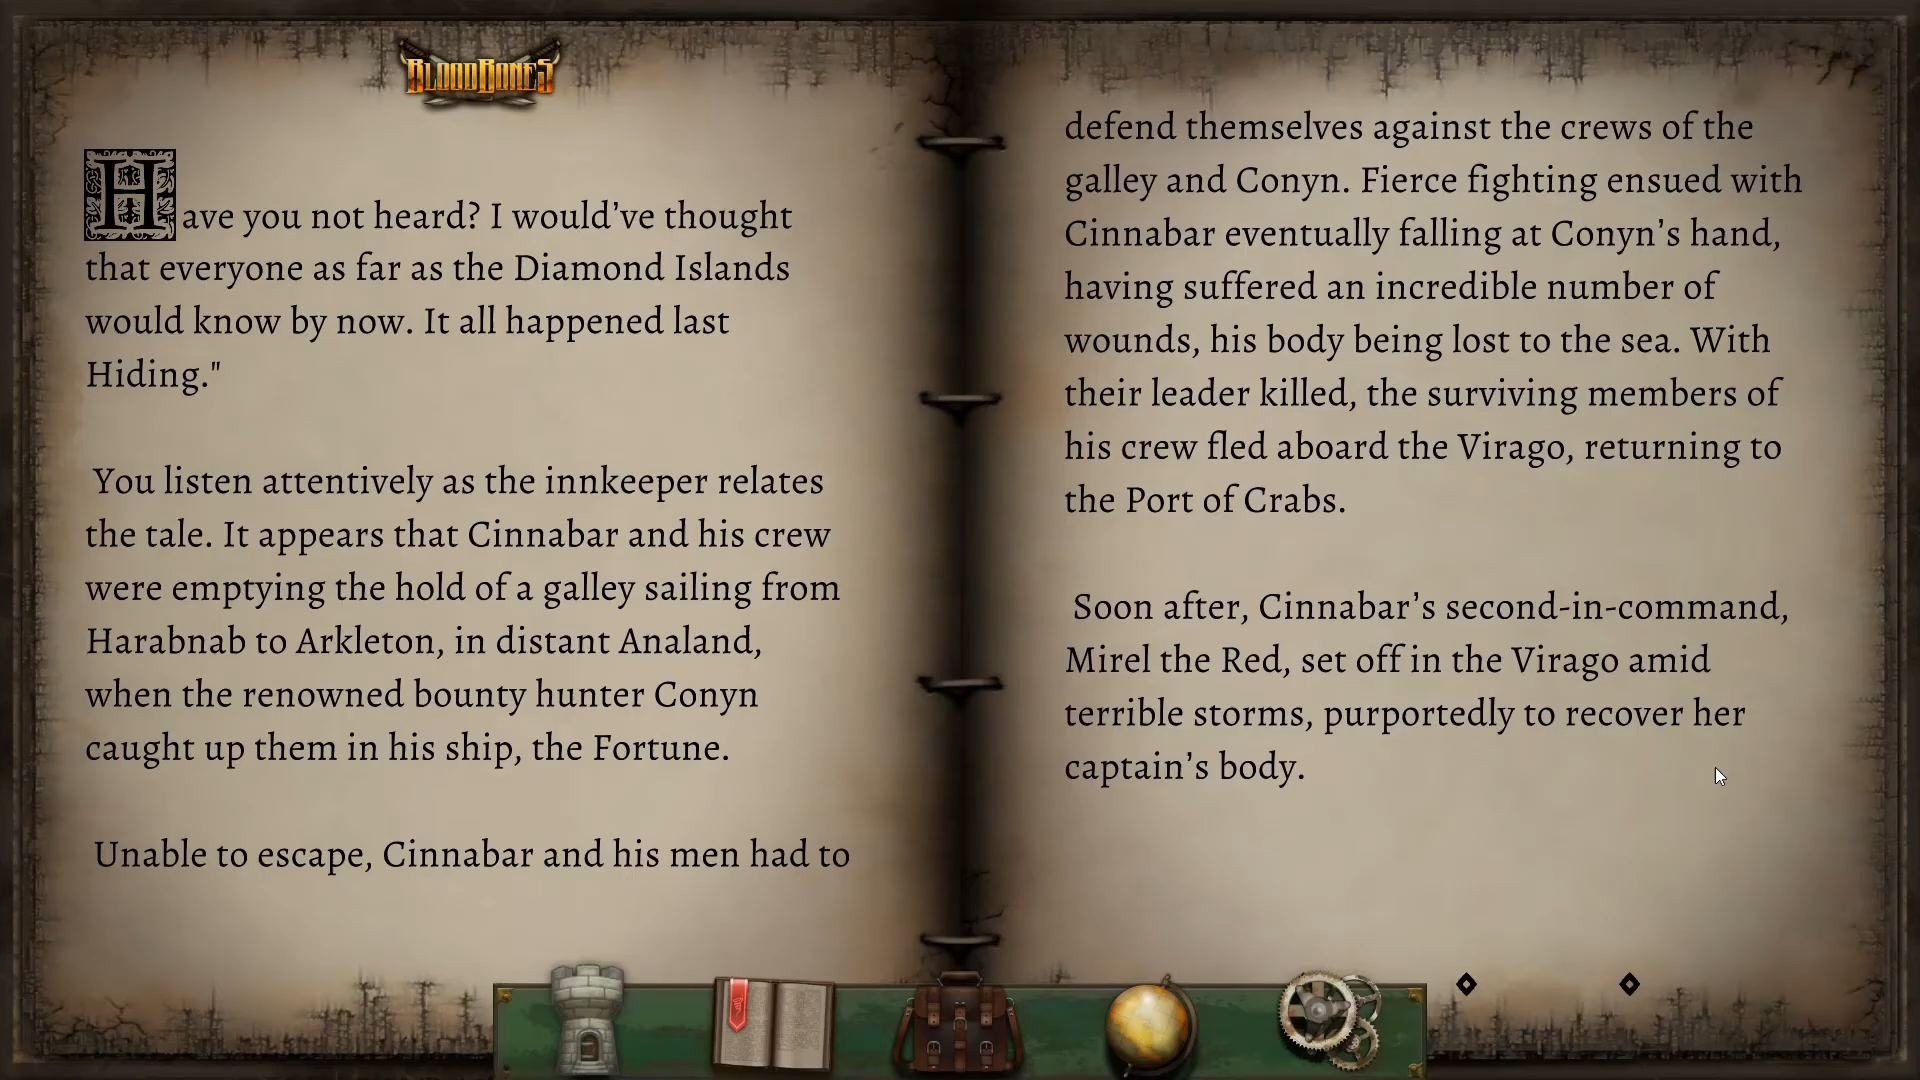 BLOODBONES
Have you not heard? I would’ve thought
that everyone as far as the Diamond Islands
would know by now. It all happened last
Hiding."
You listen attentively as the innkeeper relates
the tale. It appears that Cinnabar and his crew
were emptying the hold of a galley sailing from
Harabnab to Arkleton, in distant Analand,
when the renowned bounty hunter Conyn
caught up them in his ship, the Fortune.
Unable to escape, Cinnabar and his men had to
defend themselves against the crews of the
galley and Conyn. Fierce fighting ensued with
Cinnabar eventually falling at Conyn’s hand,
having suffered an incredible number of
wounds, his body being lost to the sea. With
their leader killed, the surviving members of
his crew fled aboard the Virago, returning to
the Port of Crabs.
Soon after, Cinnabar’s second-in-command,
Mirel the Red, set off in the Virago amid
terrible storms, purportedly to recover her
captain’s body.